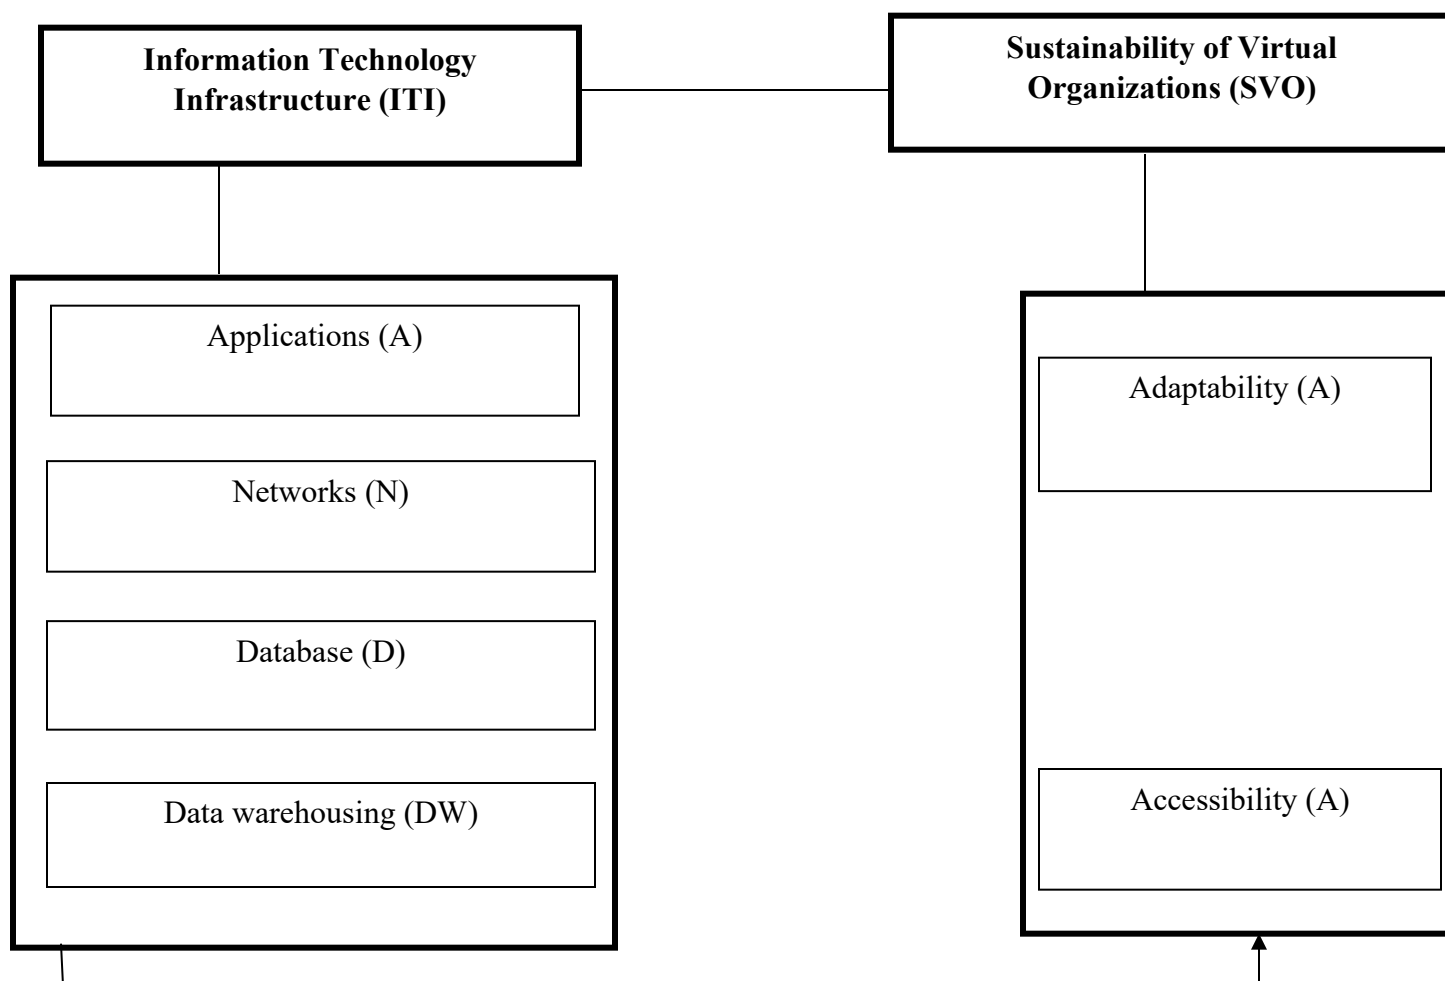 Information Technology
Infrastructure (ITI)
Sustainability of Virtual
Organizations (SVO)
Applications (A)
Networks (N)
Database (D)
Data warehousing (DW)
Adaptability (A)
Accessibility (A)